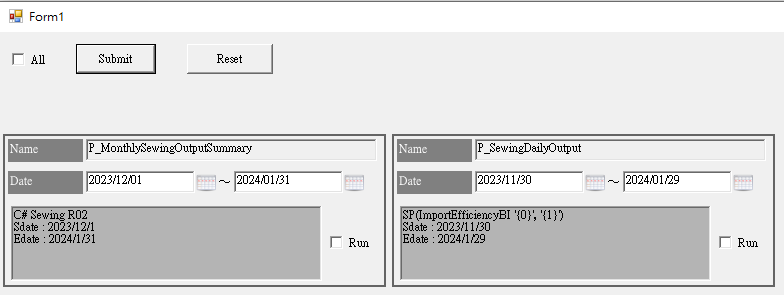 Form1
All Submit Reset
Name P_MonthlySewingOutputSummary
Date 2023/12/01 ～ 2024/01/31
C# Sewing R02
Sdate : 2023/12/1
Edate : 2024/1/31
Run
Name P_SewingDailyOutput
Date 2023/11/30 ～ 2024/01/29
SP(ImportEfficiencyBI '{0}', '{1}')
Sdate : 2023/11/30
Edate : 2024/1/29
Run